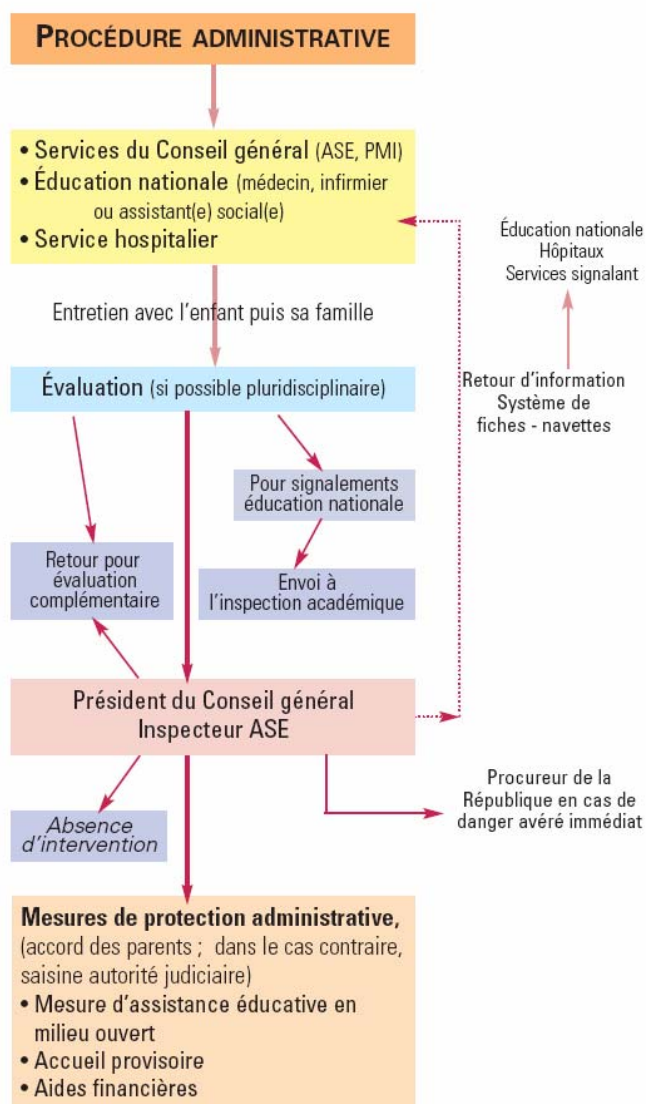 PROCÉDURE ADMINISTRATIVE
• Services du Conseil général (ASE, PMI)
• Éducation nationale (médecin, infirmier
ou assistant(e) social(e)
• Service hospitalier
Éducation nationale
Hôpitaux
Services signalant
Entretien avec l'enfant puis sa famille
Évaluation (si possible pluridisciplinaire)
Retour d'information
Système de
fiches - navettes
Pour signalements
éducation nationale
Retour pour
évaluation
complémentaire
Envoi à
l'inspection académique
Président du Conseil général
Inspecteur ASE
Procureur de la
République en cas de
danger avéré immédiat
Absence
d'intervention
Mesures de protection administrative,
(accord des parents ; dans le cas contraire,
saisine autorité judiciaire)
• Mesure d'assistance éducative en
milieu ouvert
• Accueil provisoire
• Aides financières